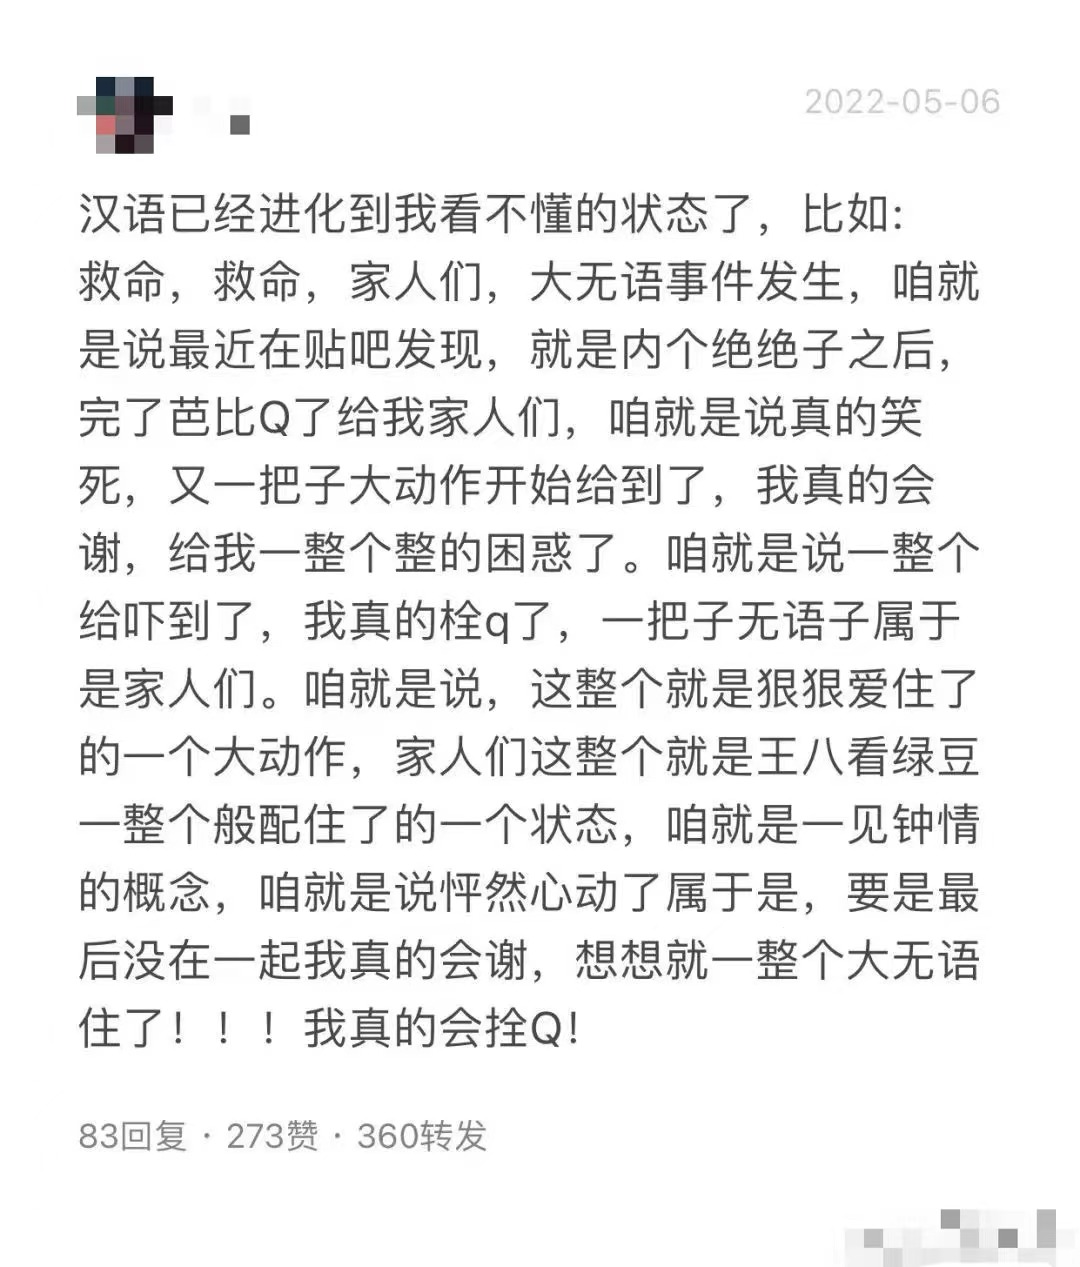 2022-05-06
汉语已经进化到我看不懂的状态了，比如:
救命，救命，家人们，大无语事件发生，咱就
是说最近在贴吧发现，就是内个绝绝子之后，
完了芭比Q了给我家人们，咱就是说真的笑
死，又一把子大动作开始给到了，我真的会
谢，给我一整个整的困惑了。咱就是说一整个
给吓到了，我真的栓q了，一把子无语子属于
是家人们。咱就是说，这整个就是狠狠爱住了
的一个大动作，家人们这整个就是王八看绿豆
一整个般配住了的一个状态，咱就是一见钟情
的概念，咱就是说怦然心动了属于是，要是最
后没在一起我真的会谢，想想就一整个大无语
住了！！！我真的会拴Q!
83回复 · 273赞 · 360转发